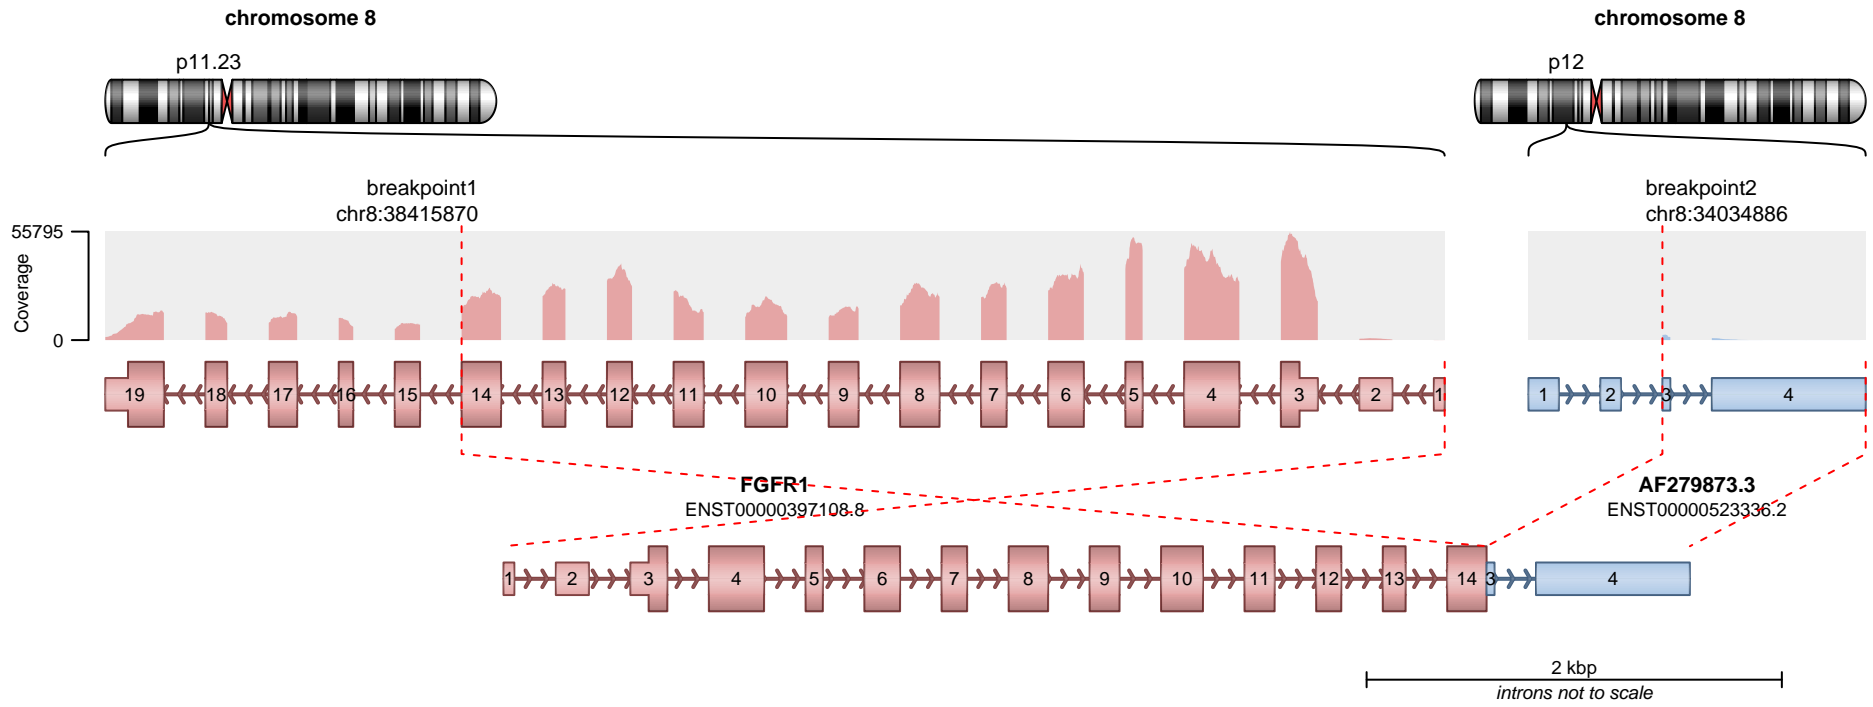 chromosome 8
chromosome 8
p11.23
p12
breakpoint1
chr8:38415870
breakpoint2
chr8:34034886
55795
Coverage
0
19 18 17 16 15 14 13 12 11 10 9 8 7 6 5 4 3 2 1
1 2 3 4
FGFR1
ENST00000397108.8
AF279873.3
ENST00000523336.2
1 2 3 4 5 6 7 8 9 10 11 12 13 14 3 4
2 kbp
introns not to scale